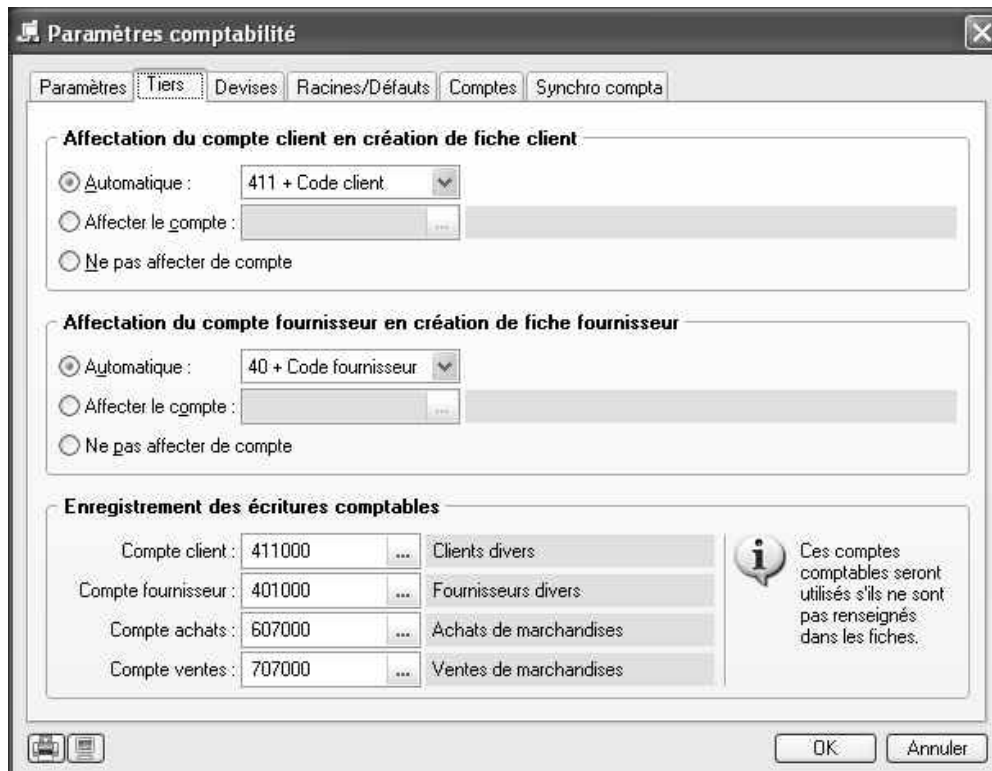 Paramètres comptabilité
Paramètres Tiers Devises Racines/Défauts Comptes Synchro compta
Affectation du compte client en création de fiche client
Automatique : 411 + Code client
Affecter le compte : ...
Ne pas affecter de compte
Affectation du compte fournisseur en création de fiche fournisseur
Automatique : 40 + Code fournisseur
Affecter le compte : ...
Ne pas affecter de compte
Enregistrement des écritures comptables
Compte client : 411000 ... Clients divers
Compte fournisseur : 401000 ... Fournisseurs divers
Compte achats : 607000 ... Achats de marchandises
Compte ventes : 707000 ... Ventes de marchandises
Ces comptes
comptables seront
utilisés s'ils ne sont
pas renseignés
dans les fiches.
OK Annuler